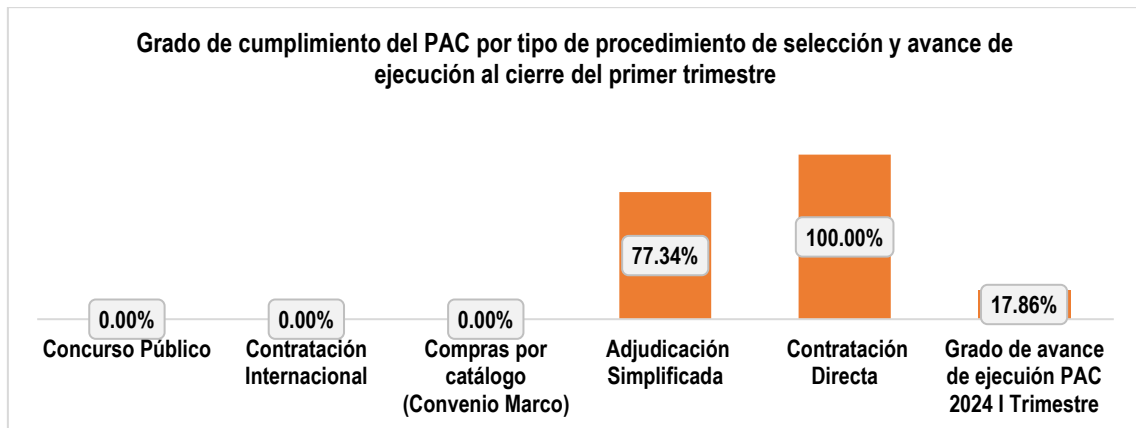 Grado de cumplimiento del PAC por tipo de procedimiento de selección y avance de
ejecución al cierre del primer trimestre
0.00%
0.00%
0.00%
77.34%
100.00%
17.86%
Concurso Público
Contratación
Internacional
Compras por
catálogo
(Convenio Marco)
Adjudicación
Simplificada
Contratación
Directa
Grado de avance
de ejecuión PAC
2024 I Trimestre